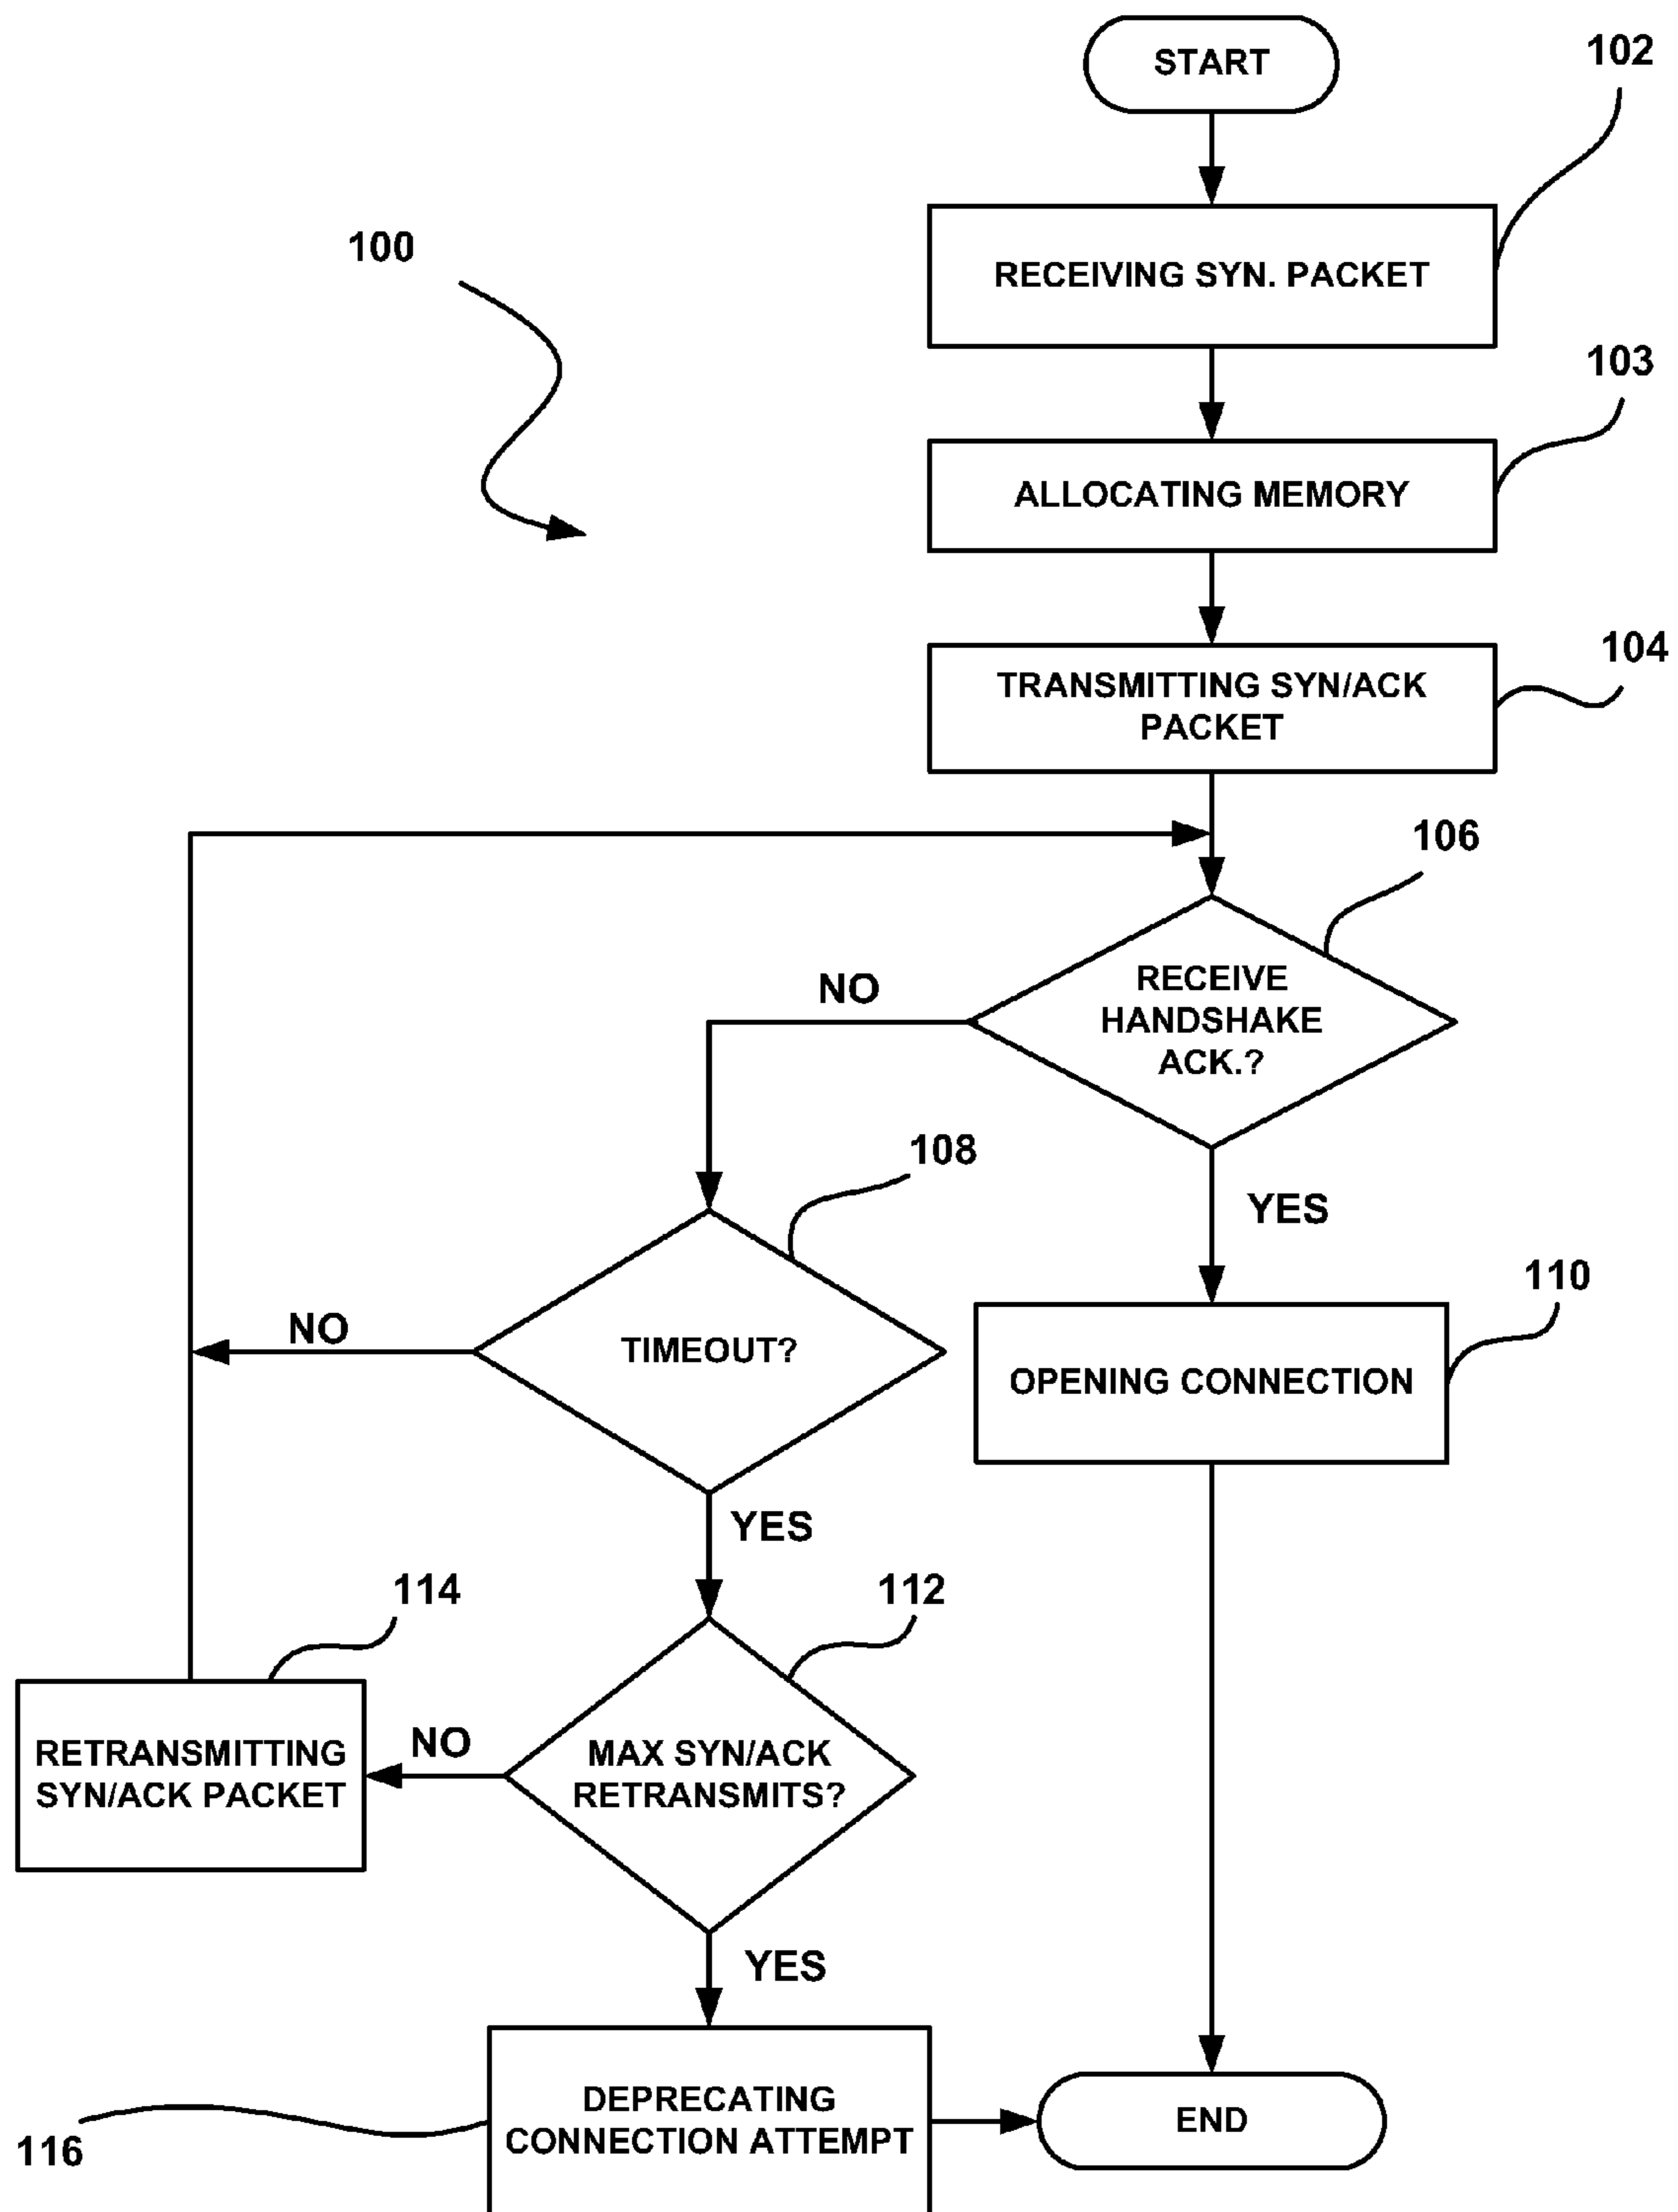 START
102
100
RECEIVING SYN. PACKET
103
ALLOCATING MEMORY
104
TRANSMITTING SYN/ACK
PACKET
106
RECEIVE
HANDSHAKE
ACK.?
NO
YES
108
TIMEOUT?
NO
YES
110
OPENING CONNECTION
112
MAX SYN/ACK
RETRANSMITS?
NO
YES
114
RETRANSMITTING
SYN/ACK PACKET
116
DEPRECATING
CONNECTION ATTEMPT
END